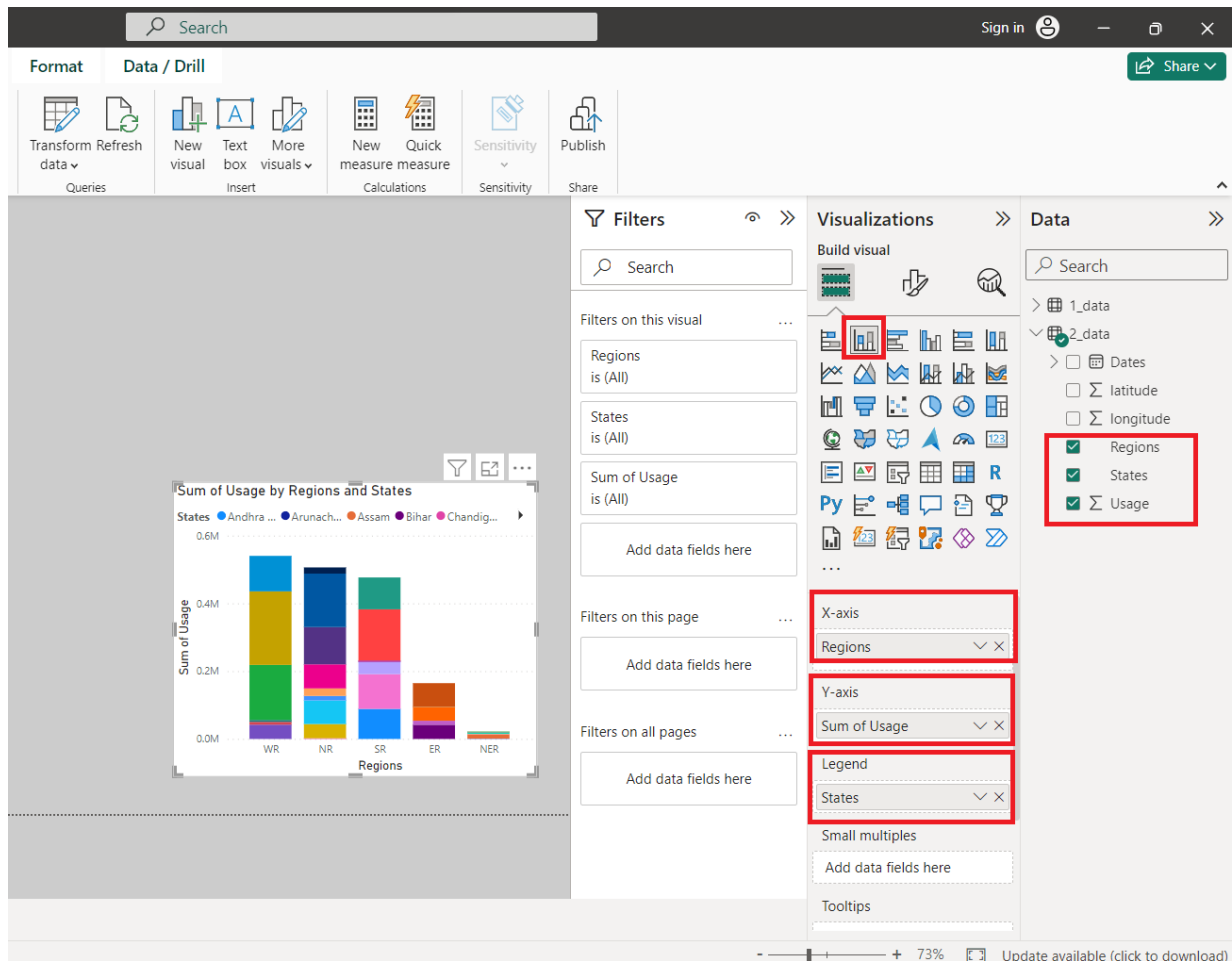 Search
Sign in
Format Data / Drill
Share
Transform data
Refresh
New visual
Text box
More visuals
New measure
Quick measure
Sensitivity
Publish
Queries
Insert
Calculations
Sensitivity
Share
Filters
Search
Filters on this visual ...
Regions
is (All)
States
is (All)
Sum of Usage
is (All)
Add data fields here
Filters on this page ...
Add data fields here
Filters on all pages ...
Add data fields here
Sum of Usage by Regions and States
States Andhra ... Arunach... Assam Bihar Chandig...
0.6M
0.4M
0.2M
0.0M
Sum of Usage
WR NR SR ER NER
Regions
Visualizations
Build visual
123
R
Py
123
...
X-axis
Regions
Y-axis
Sum of Usage
Legend
States
Small multiples
Add data fields here
Tooltips
Data
Search
1_data
2_data
Dates
Σ latitude
Σ longitude
Regions
States
Σ Usage
- + 73% Update available (click to download)